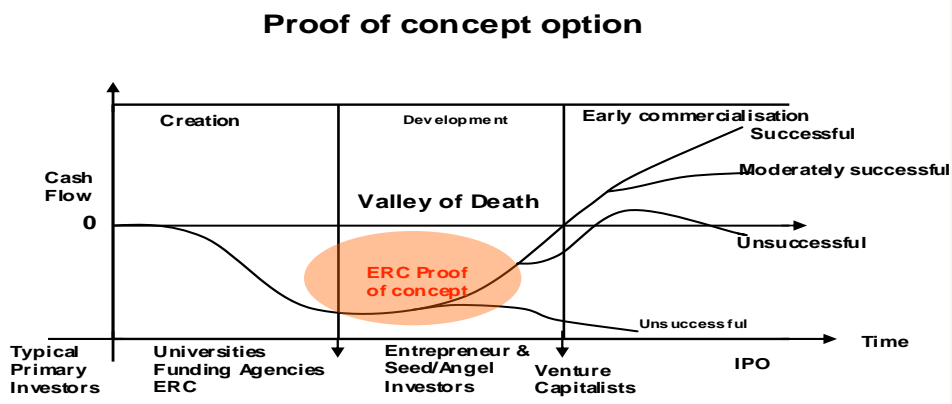 Proof of concept option
Creation
Development
Early commercialisation
Successful
Cash
Flow
Moderately successful
Valley of Death
0
Unsuccessful
ERC Proof
of concept
Unsuccessful
Time
Typical
Primary
Investors
Universities
Funding Agencies
ERC
Entrepreneur &
Seed/Angel
Investors
Venture
Capitalists
IPO